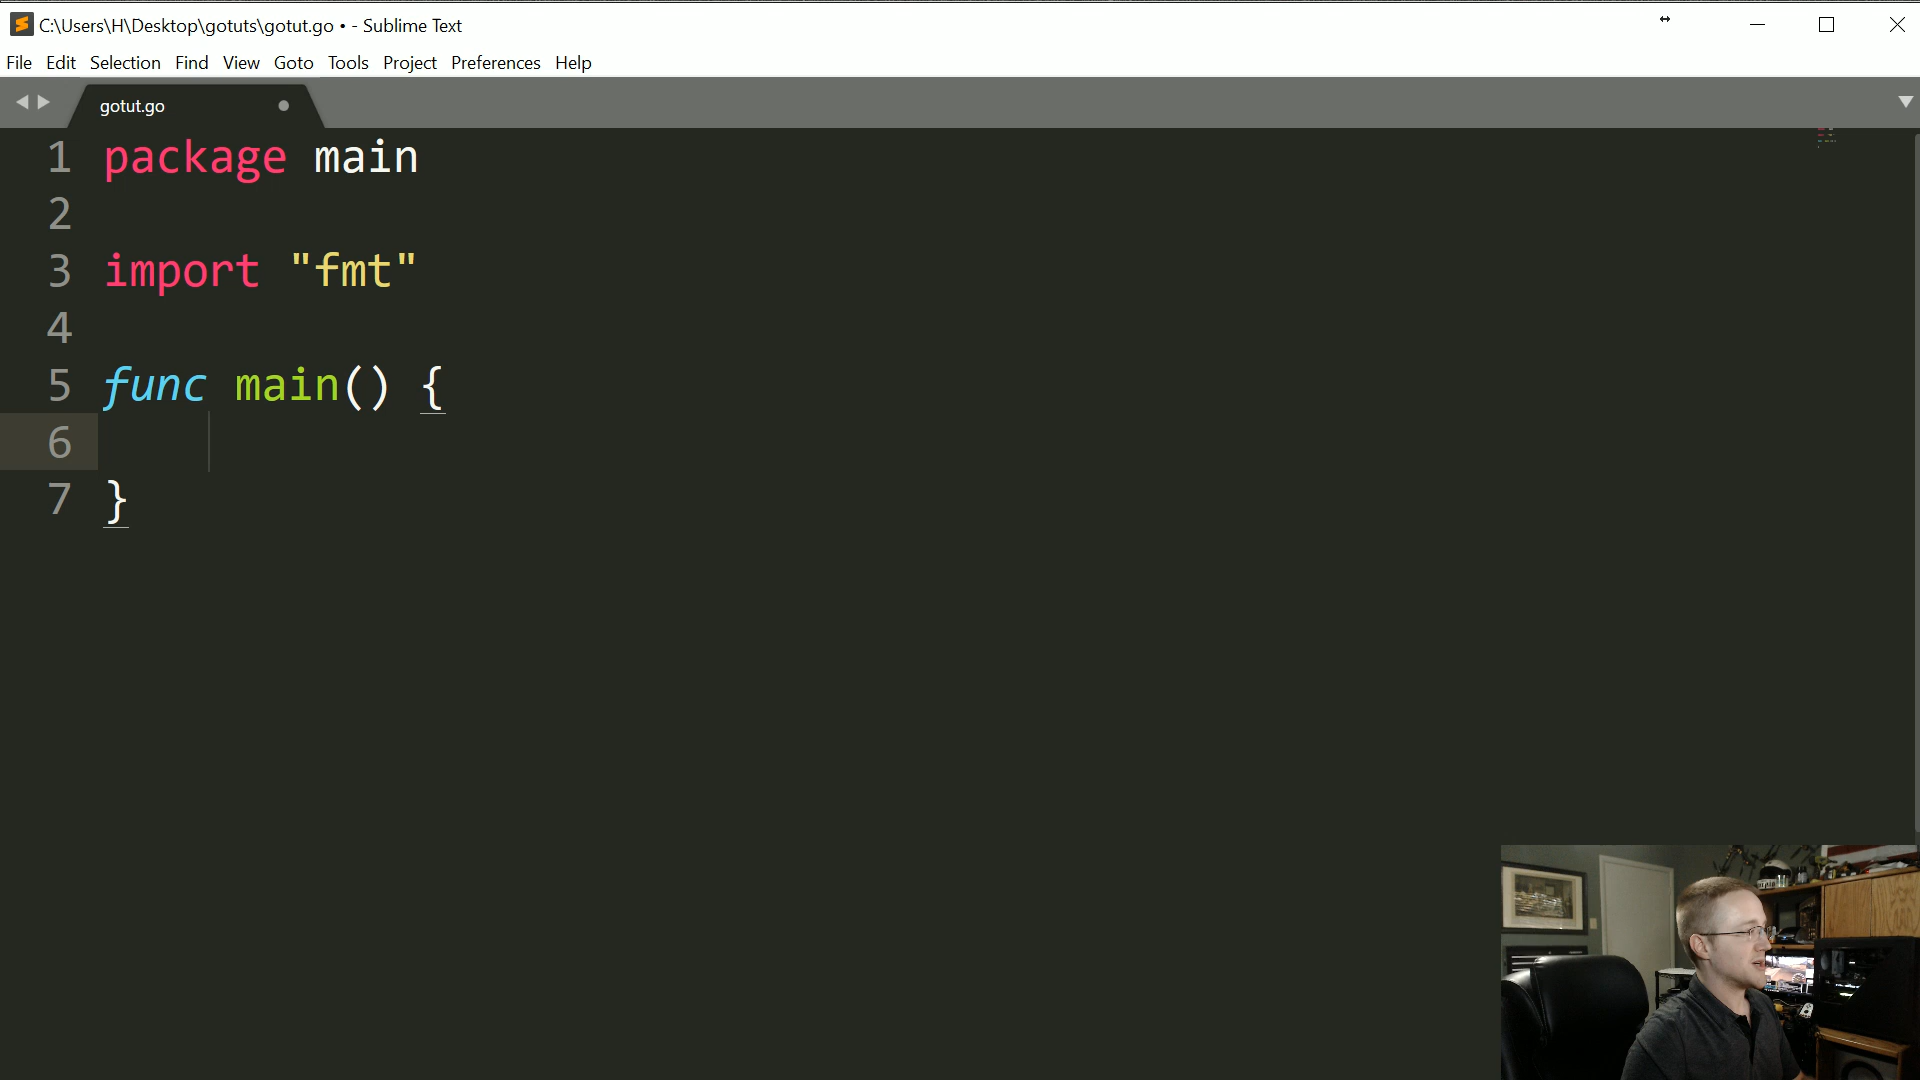 C:\Users\H\Desktop\gotuts\gotut.go • - Sublime Text
File Edit Selection Find View Goto Tools Project Preferences Help
gotut.go
1 package main
2
3 import "fmt"
4
5 func main() {
6
7 }